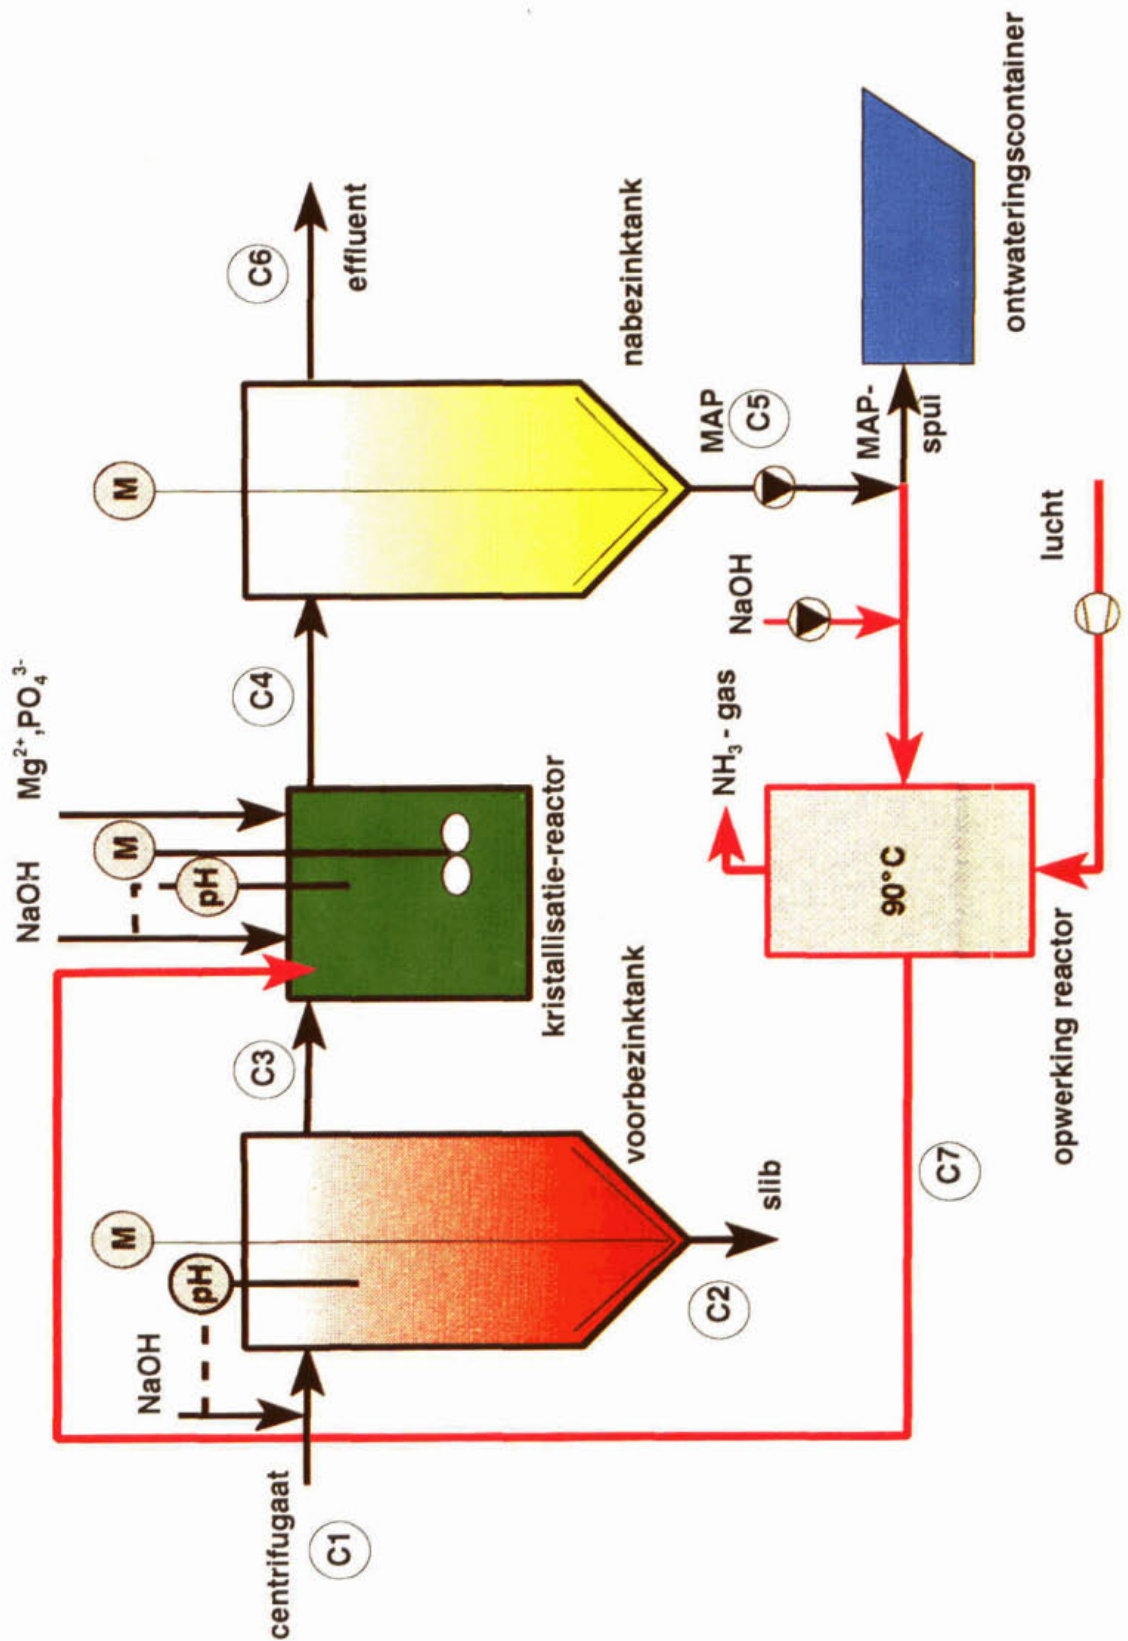 centrifugaat
C1
NaOH
pH
M
C2
slib
voorbezinktank
C3
NaOH
pH
M
Mg²⁺,PO₄³⁻
kristallisatie-reactor
C4
M
C6
effluent
nabezinktank
MAP
C5
MAP-
spui
ontwateringscontainer
NaOH
NH₃ - gas
90°C
lucht
opwerking reactor
C7